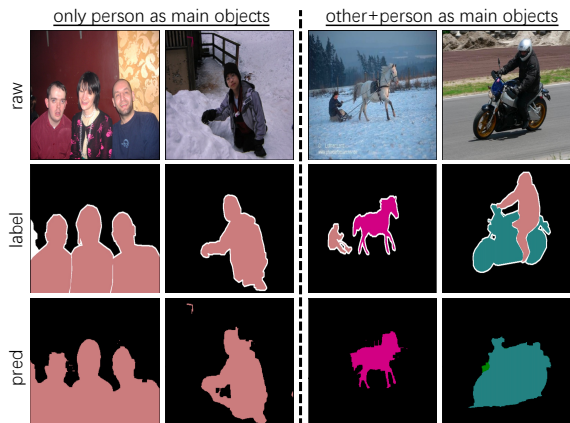 only person as main objects
other+person as main objects
raw
label
pred